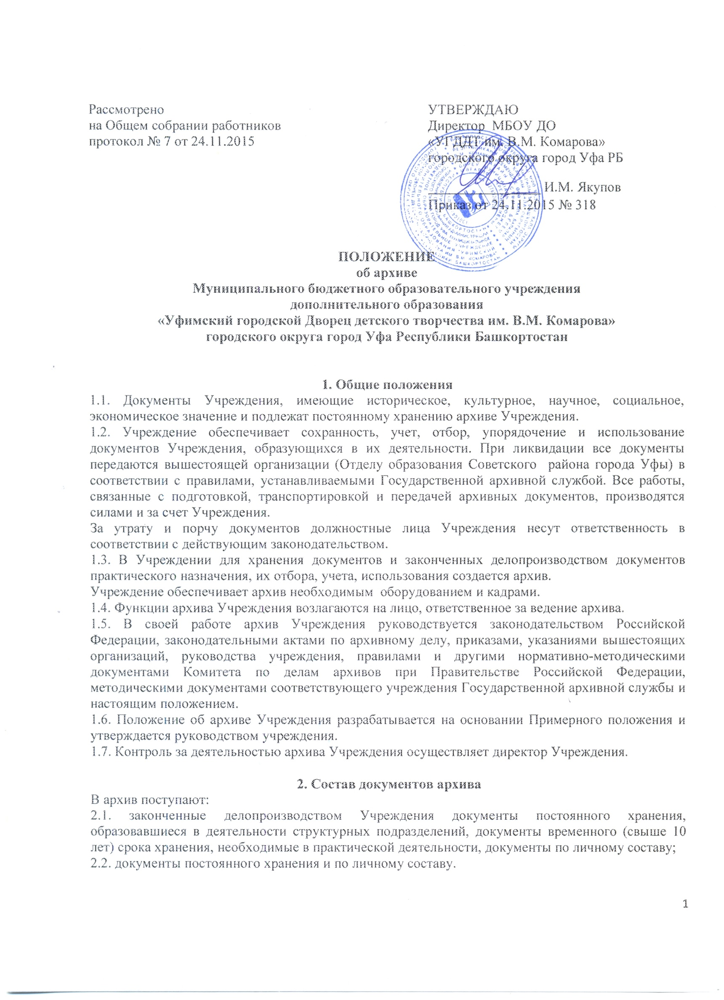 Рассмотрено
на Общем собрании работников
протокол № 7 от 24.11.2015
УТВЕРЖДАЮ
Директор МБОУ ДО
«УГДДТ им. В.М. Комарова»
городского округа город Уфа РБ
И.М. Якупов
Приказ от 24.11.2015 № 318
ПОЛОЖЕНИЕ
об архиве
Муниципального бюджетного образовательного учреждения
дополнительного образования
«Уфимский городской Дворец детского творчества им. В.М. Комарова»
городского округа город Уфа Республики Башкортостан
1. Общие положения
1.1. Документы Учреждения, имеющие историческое, культурное, научное, социальное,
экономическое значение и подлежат постоянному хранению архиве Учреждения.
1.2. Учреждение обеспечивает сохранность, учет, отбор, упорядочение и использование
документов Учреждения, образующихся в их деятельности. При ликвидации все документы
передаются вышестоящей организации (Отделу образования Советского района города Уфы) в
соответствии с правилами, устанавливаемыми Государственной архивной службой. Все работы,
связанные с подготовкой, транспортировкой и передачей архивных документов, производятся
силами и за счет Учреждения.
За утрату и порчу документов должностные лица Учреждения несут ответственность в
соответствии с действующим законодательством.
1.3. В Учреждении для хранения документов и законченных делопроизводством документов
практического назначения, их отбора, учета, использования создается архив.
Учреждение обеспечивает архив необходимым оборудованием и кадрами.
1.4. Функции архива Учреждения возлагаются на лицо, ответственное за ведение архива.
1.5. В своей работе архив Учреждения руководствуется законодательством Российской
Федерации, законодательными актами по архивному делу, приказами, указаниями вышестоящих
организаций, руководства учреждения, правилами и другими нормативно-методическими
документами Комитета по делам архивов при Правительстве Российской Федерации,
методическими документами соответствующего учреждения Государственной архивной службы и
настоящим положением.
1.6. Положение об архиве Учреждения разрабатывается на основании Примерного положения и
утверждается руководством учреждения.
1.7. Контроль за деятельностью архива Учреждения осуществляет директор Учреждения.
2. Состав документов архива
В архив поступают:
2.1. законченные делопроизводством Учреждения документы постоянного хранения,
образовавшиеся в деятельности структурных подразделений, документы временного (свыше 10
лет) срока хранения, необходимые в практической деятельности, документы по личному составу;
2.2. документы постоянного хранения и по личному составу.
1